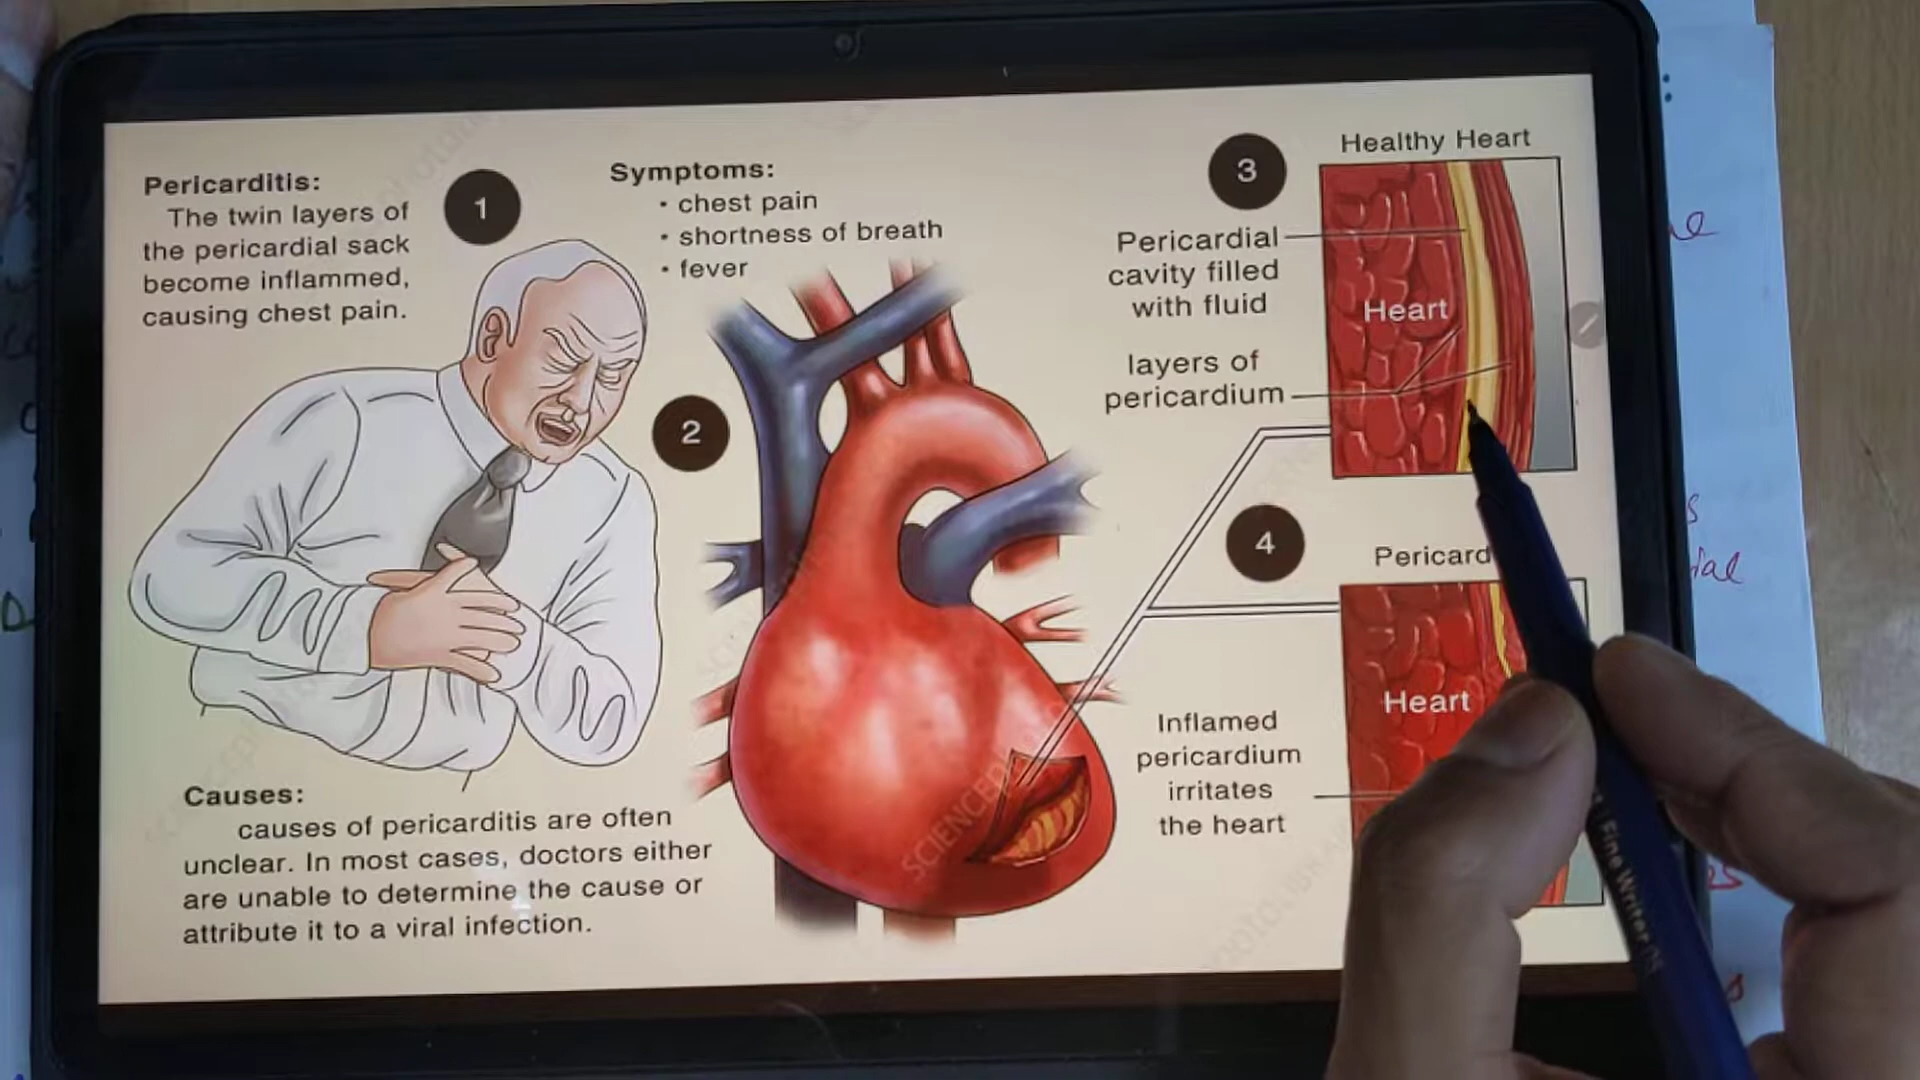 Pericarditis:
The twin layers of
the pericardial sack
become inflammed,
causing chest pain.
1
Symptoms:
• chest pain
• shortness of breath
• fever
2
3
Healthy Heart
Pericardial
cavity filled
with fluid
Heart
layers of
pericardium
4
Pericard
Heart
Inflamed
pericardium
irritates
the heart
Causes:
causes of pericarditis are often
unclear. In most cases, doctors either
are unable to determine the cause or
attribute it to a viral infection.
Fine Writer